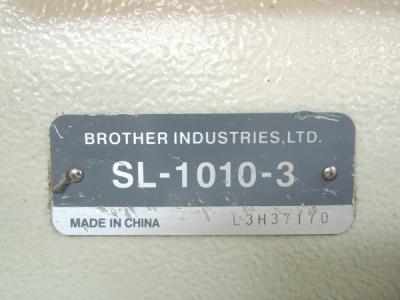 BROTHER INDUSTRIES,LTD.
SL-1010-3
MADE IN CHINA L3H37170